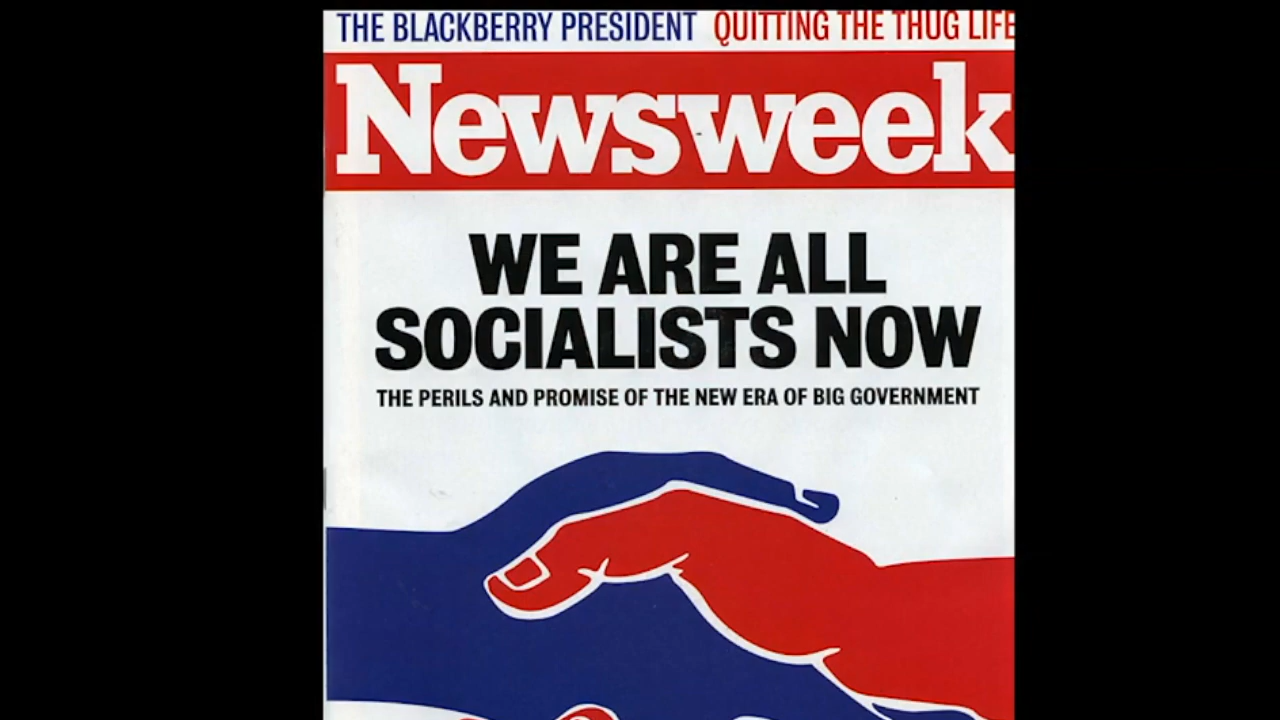 THE BLACKBERRY PRESIDENT QUITTING THE THUG LIFE
Newsweek
WE ARE ALL
SOCIALISTS NOW
THE PERILS AND PROMISE OF THE NEW ERA OF BIG GOVERNMENT